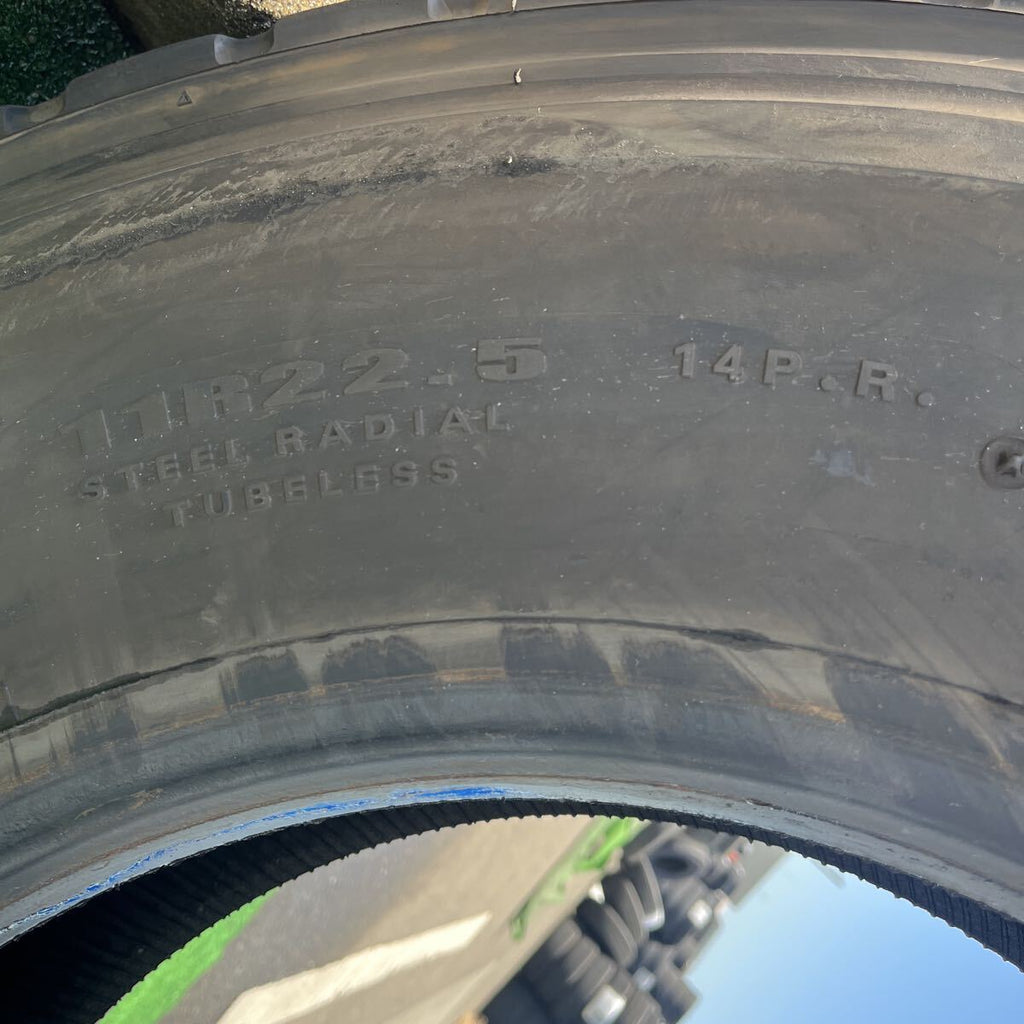 11R22.5 14P.R.
STEEL RADIAL
TUBELESS